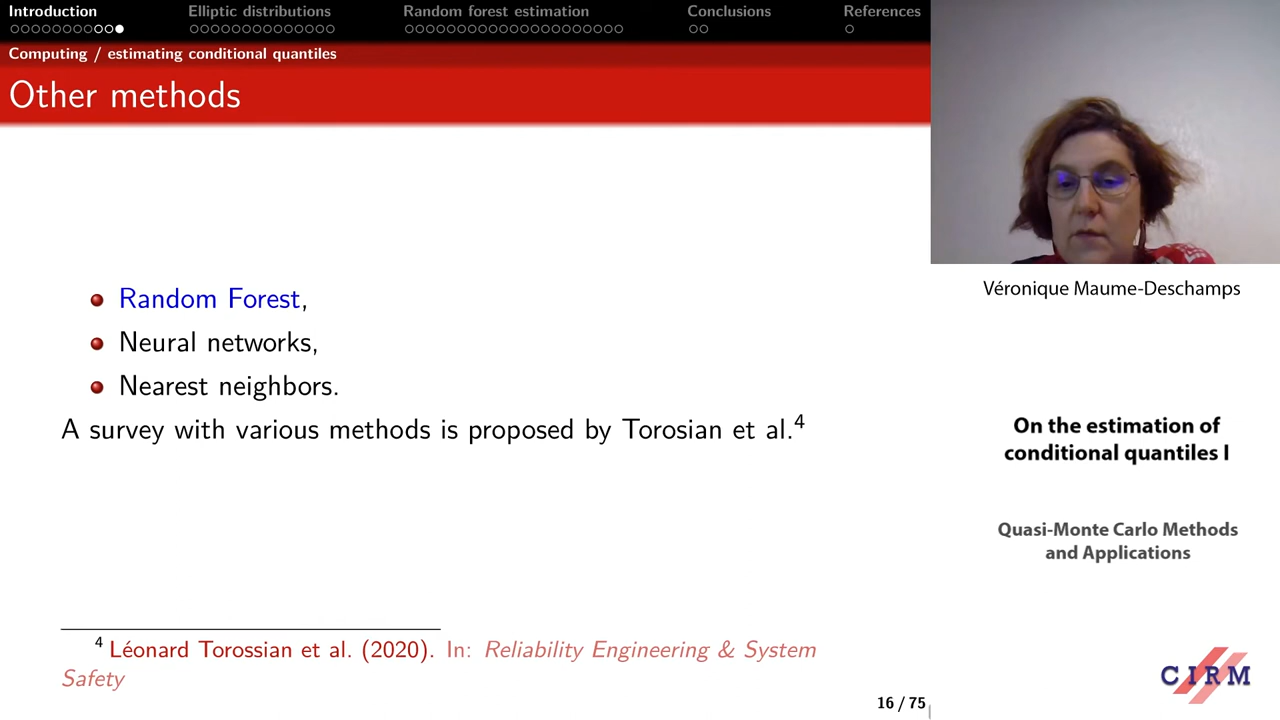 Introduction
Elliptic distributions
Random forest estimation
Conclusions
References
Computing / estimating conditional quantiles
Other methods
Random Forest,
Neural networks,
Nearest neighbors.
A survey with various methods is proposed by Torosian et al.4
4 Léonard Torossian et al. (2020). In: Reliability Engineering & System
Safety
16 / 75
Véronique Maume-Deschamps
On the estimation of
conditional quantiles I
Quasi-Monte Carlo Methods
and Applications
CIRM